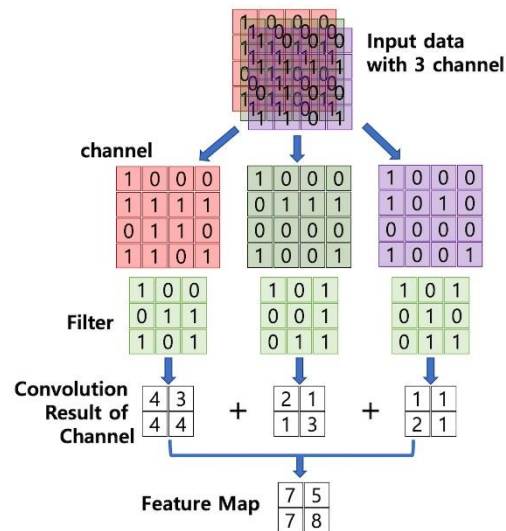 Input data
with 3 channel
channel
1 0 0 0 1 0 0 0 1 0 0 0
1 1 1 1 0 1 1 1 1 0 1 0
0 1 1 0 0 0 0 0 0 0 0 0
1 1 0 1 1 0 0 1 1 0 0 1
Filter
1 0 0 1 0 1 1 0 1
0 1 1 0 0 1 0 1 0
1 0 1 0 1 1 0 1 1
Convolution
Result of
Channel
4 3 + 2 1 + 1 1
4 4 1 3 2 1
Feature Map
7 5
7 8